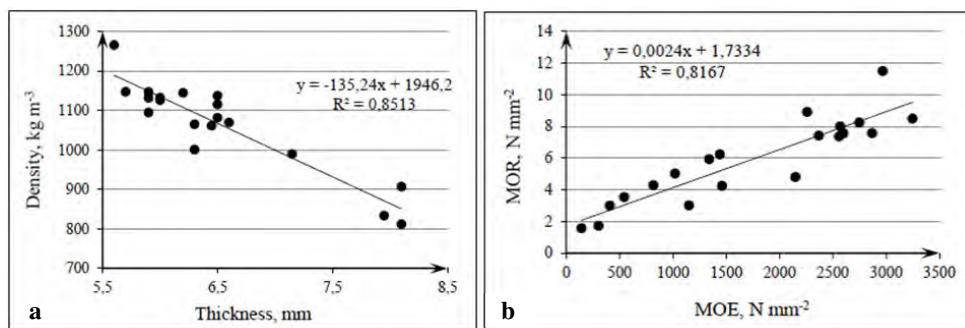 1300
1200
1100
1000
900
800
700
Density, kg m-3
y = -135,24x + 1946,2
R² = 0,8513
5,5
6,5
7,5
8,5
Thickness, mm
a
14
12
10
8
6
4
2
0
MOR, N mm-2
y = 0,0024x + 1,7334
R² = 0,8167
0
500
1000
1500
2000
2500
3000
3500
MOE, N mm-2
b